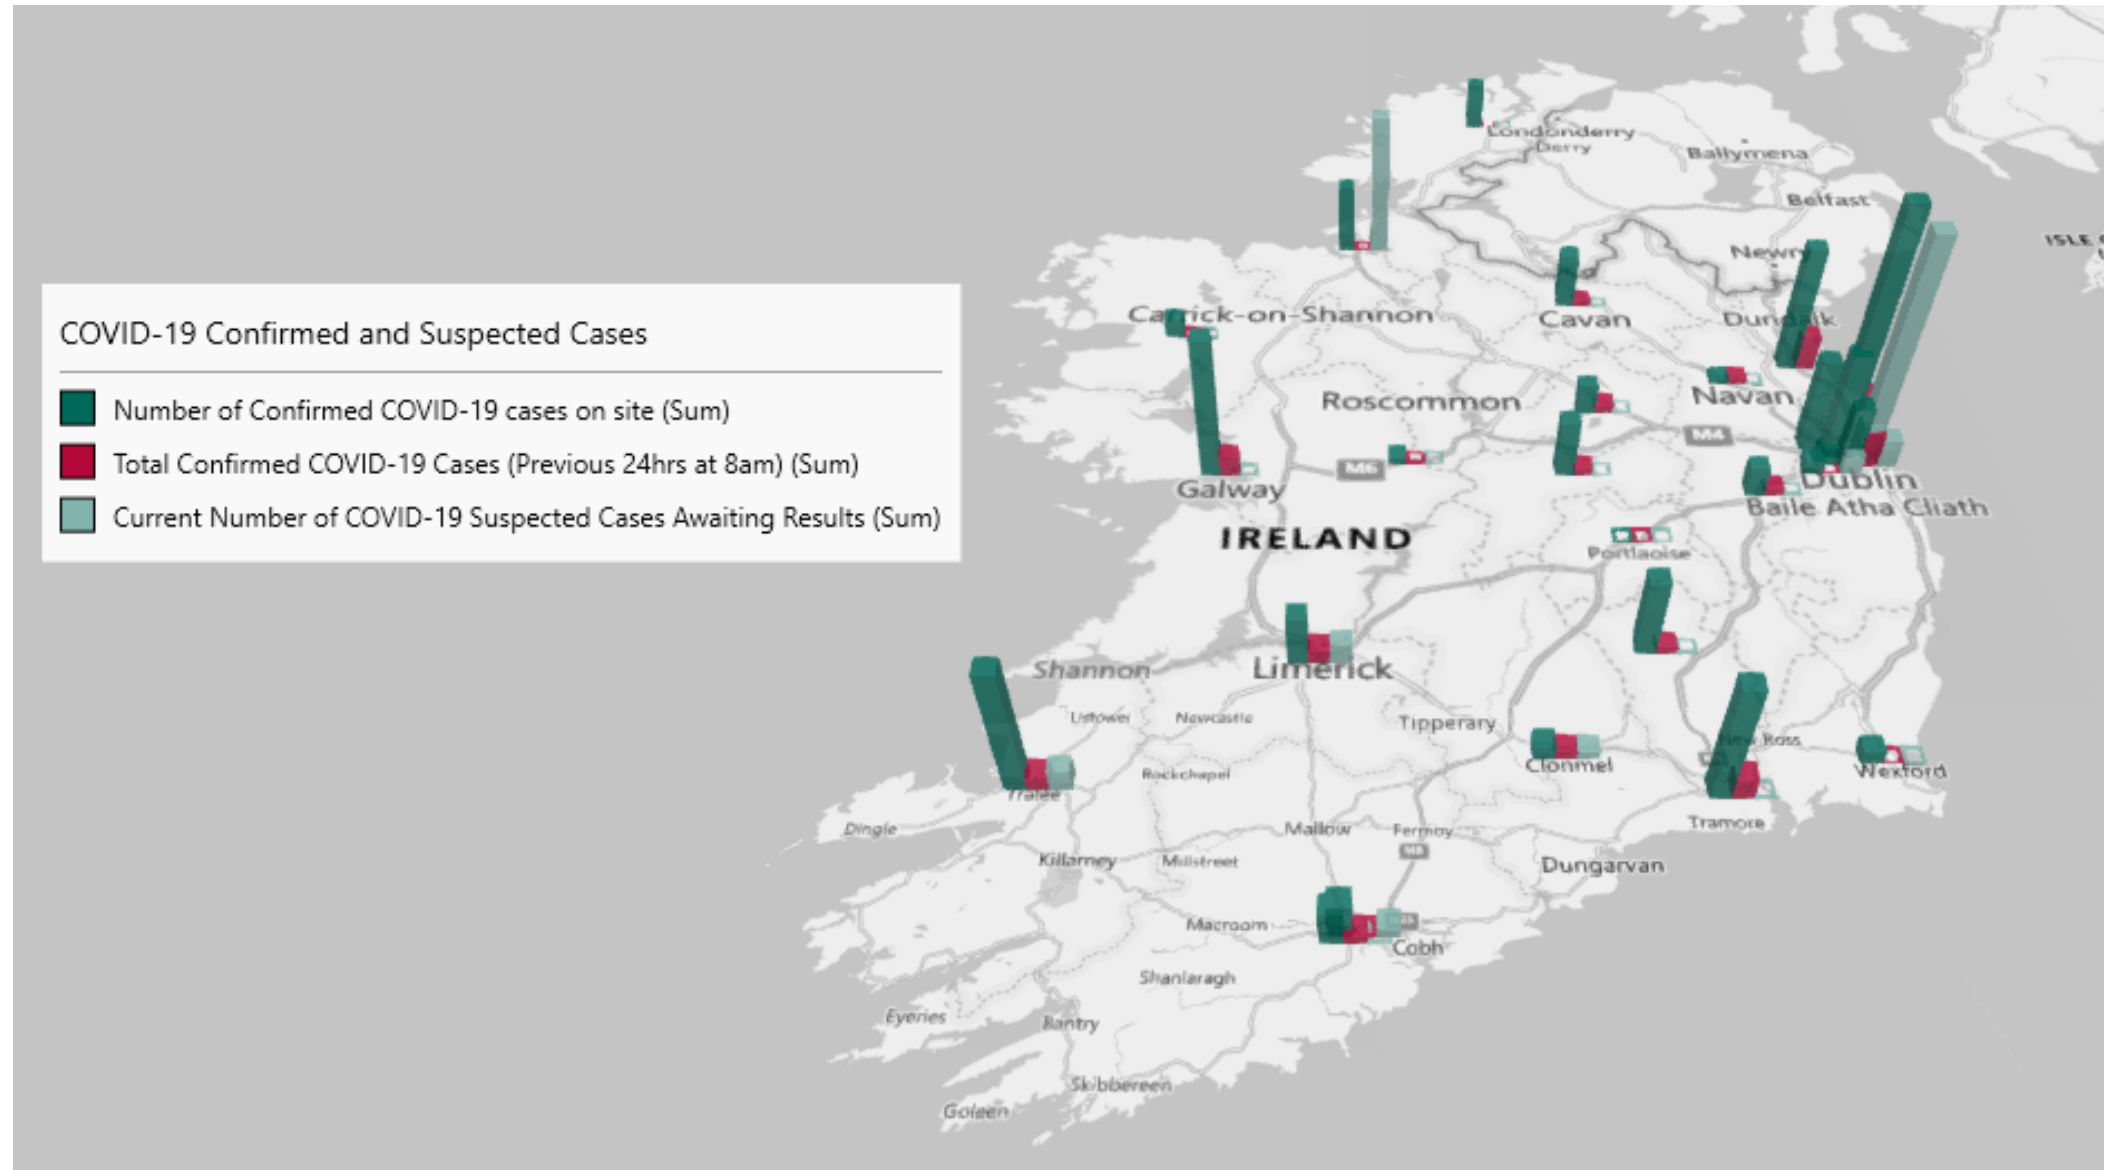 Londonderry
Derry
Ballymena
Belfast
ISLE
Newry
COVID-19 Confirmed and Suspected Cases
Number of Confirmed COVID-19 cases on site (Sum)
Total Confirmed COVID-19 Cases (Previous 24hrs at 8am) (Sum)
Current Number of COVID-19 Suspected Cases Awaiting Results (Sum)
Carrick-on-Shannon
Cavan
Dundalk
Roscommon
Navan
M4
M6
Galway
Dublin
Baile Atha Cliath
IRELAND
Portlaoise
Shannon
Limerick
Listowel
Newcastle
Tipperary
New Ross
Rockchapel
Clonmel
Wexford
Tralee
Dingle
Mallow
Fermoy
Tramore
M8
Killarney
Millstreet
Dungarvan
Macroom
Cobh
Shanlaragh
Eyeries
Bantry
Skibbereen
Goleen